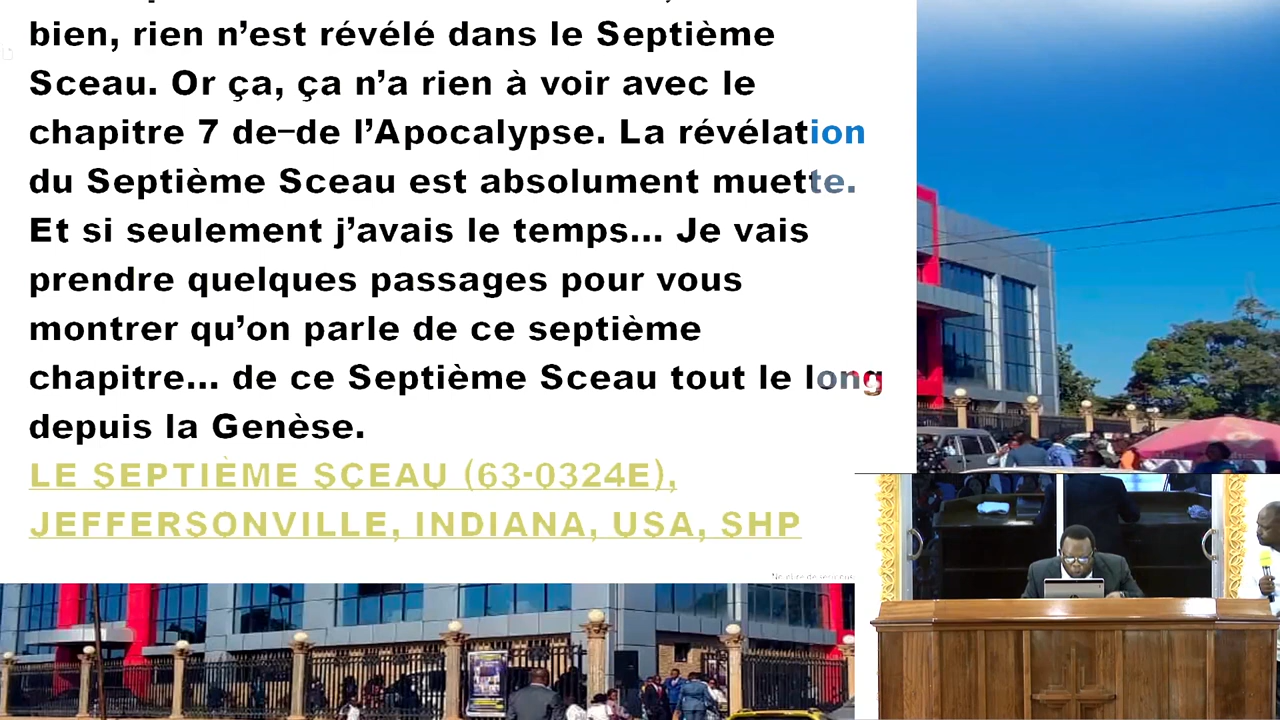 bien, rien n’est révélé dans le Septième
Sceau. Or ça, ça n’a rien à voir avec le
chapitre 7 de–de l’Apocalypse. La révélation
du Septième Sceau est absolument muette.
Et si seulement j’avais le temps... Je vais
prendre quelques passages pour vous
montrer qu’on parle de ce septième
chapitre... de ce Septième Sceau tout le long
depuis la Genèse.
LE SEPTIÈME SCEAU (63-0324E),
JEFFERSONVILLE, INDIANA, USA, SHP